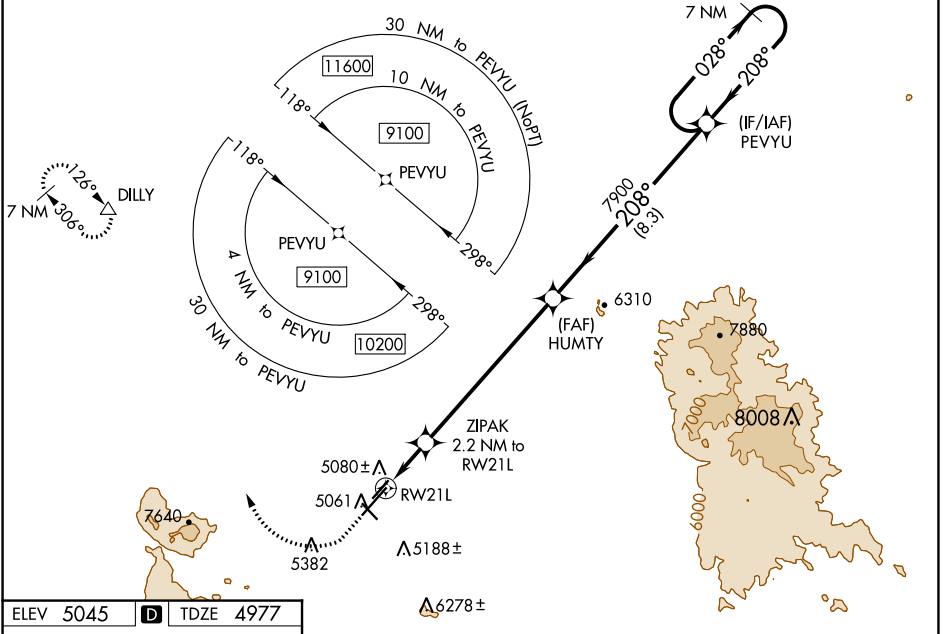 7 NM
028°
208°
(IF/IAF)
PEVYU
30 NM to PEVYU (NoPT)
11600
10 NM to PEVYU
118°
9100
PEVYU
298°
118°
PEVYU
9100
4 NM to PEVYU
298°
10200
30 NM to PEVYU
126°
DILLY
7 NM
306°
7900
208°
(8.3)
6310
(FAF)
HUMTY
7880
7000
8008
6000
ZIPAK
2.2 NM to
RW21L
5080±
RW21L
5061
7640
5382
5188±
6278±
ELEV 5045 D TDZE 4977